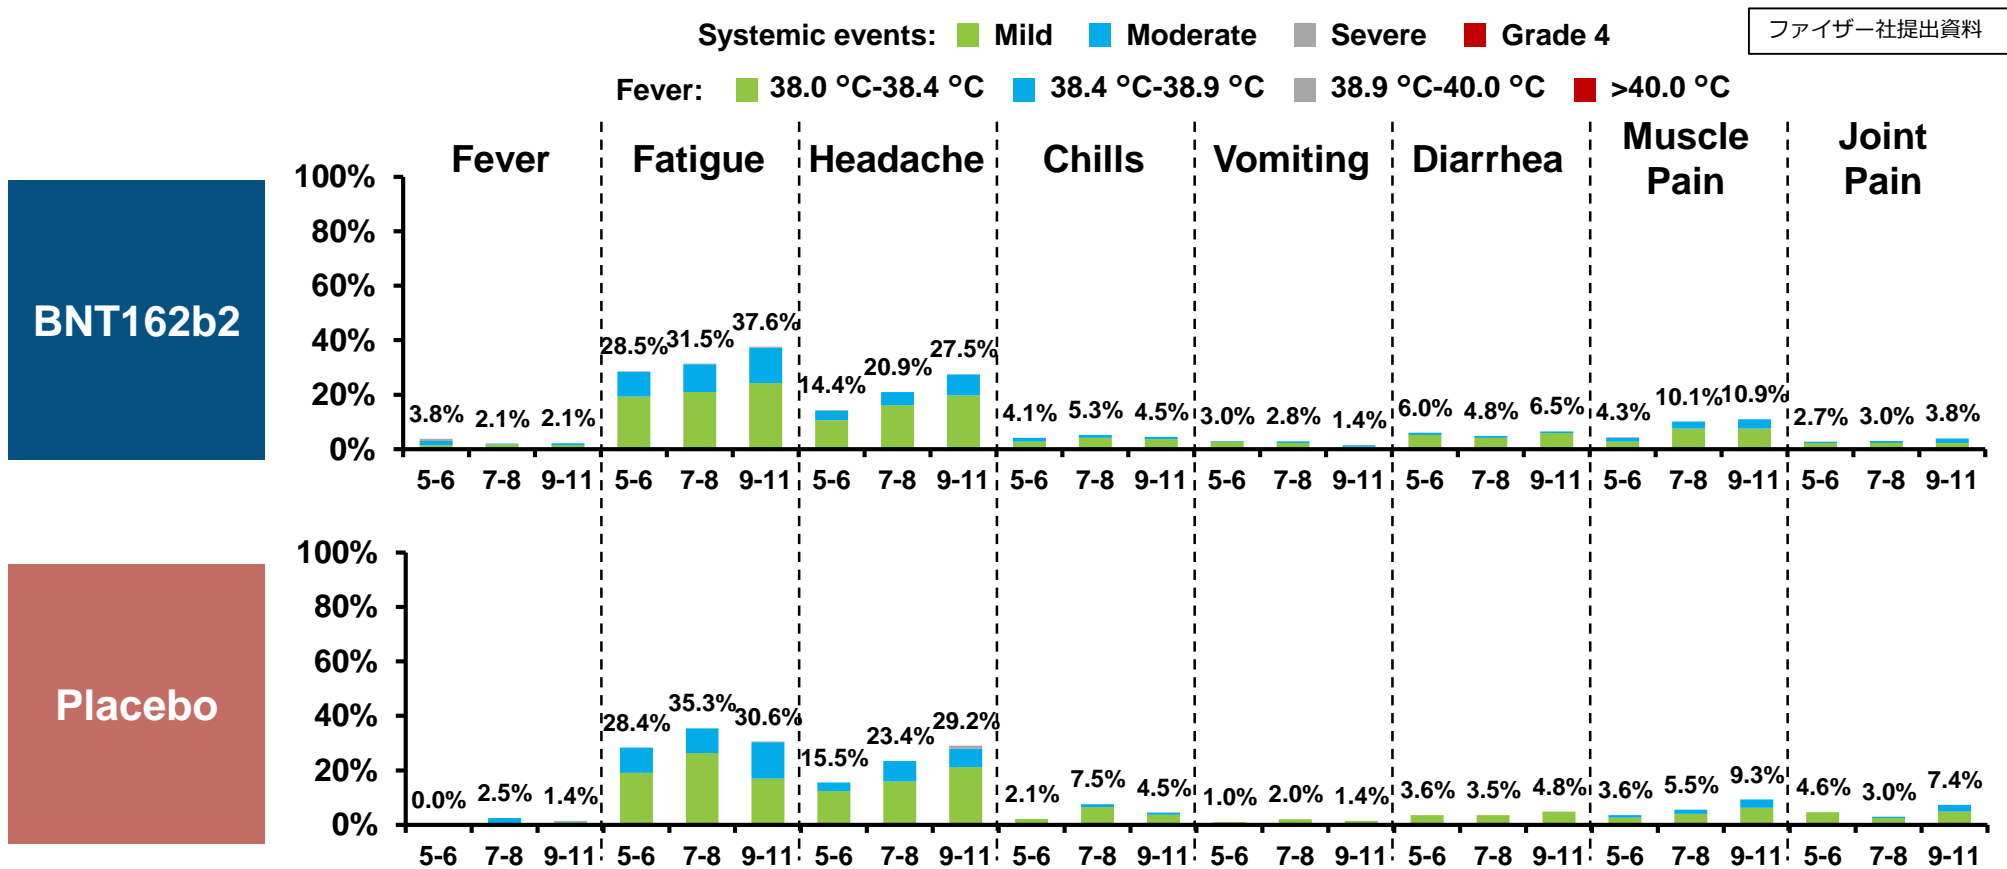 Systemic events: Mild Moderate Severe Grade 4
ファイザー社提出資料
Fever: 38.0 °C-38.4 °C 38.4 °C-38.9 °C 38.9 °C-40.0 °C >40.0 °C
Fever Fatigue Headache Chills Vomiting Diarrhea Muscle Pain Joint Pain
BNT162b2
100%
80%
60%
40%
20%
0%
3.8% 2.1% 2.1% 28.5% 31.5% 37.6% 14.4% 20.9% 27.5% 4.1% 5.3% 4.5% 3.0% 2.8% 1.4% 6.0% 4.8% 6.5% 4.3% 10.1% 10.9% 2.7% 3.0% 3.8%
5-6 7-8 9-11 5-6 7-8 9-11 5-6 7-8 9-11 5-6 7-8 9-11 5-6 7-8 9-11 5-6 7-8 9-11 5-6 7-8 9-11 5-6 7-8 9-11
Placebo
100%
80%
60%
40%
20%
0%
0.0% 2.5% 1.4% 28.4% 35.3% 30.6% 15.5% 23.4% 29.2% 2.1% 7.5% 4.5% 1.0% 2.0% 1.4% 3.6% 3.5% 4.8% 3.6% 5.5% 9.3% 4.6% 3.0% 7.4%
5-6 7-8 9-11 5-6 7-8 9-11 5-6 7-8 9-11 5-6 7-8 9-11 5-6 7-8 9-11 5-6 7-8 9-11 5-6 7-8 9-11 5-6 7-8 9-11